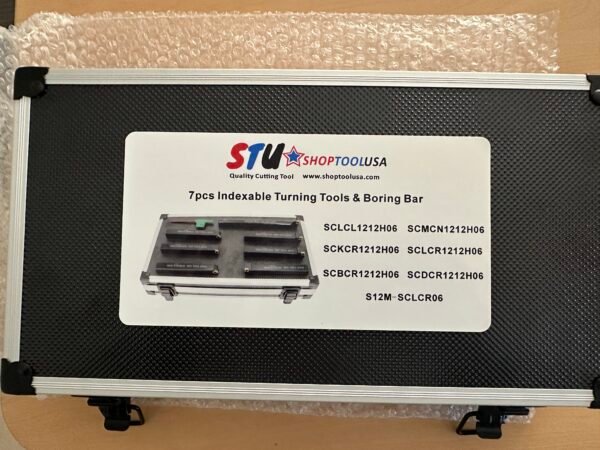 STU SHOPTOOLUSA
Quality Cutting Tool www.shoptoolusa.com
7pcs Indexable Turning Tools & Boring Bar
SCLCL1212H06 SCMCN1212H06
SCKCR1212H06 SCLCR1212H06
SCBCR1212H06 SCDCR1212H06
S12M-SCLCR06